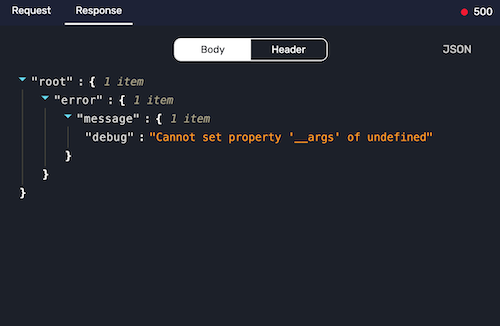 Request Response 500
Body Header JSON
"root" : { 1 item
"error" : { 1 item
"message" : { 1 item
"debug" : "Cannot set property '__args' of undefined"
}
}
}